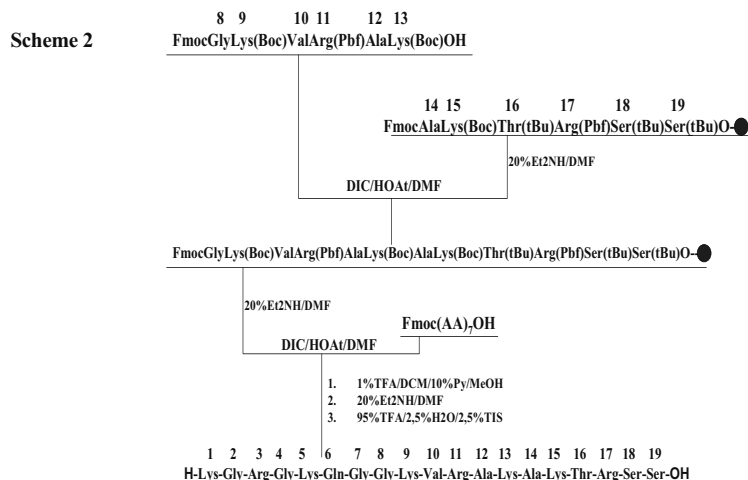 8 9 10 11 12 13
Scheme 2
FmocGlyLys(Boc)ValArg(Pbf)AlaLys(Boc)OH
14 15 16 17 18 19
FmocAlaLys(Boc)Thr(tBu)Arg(Pbf)Ser(tBu)Ser(tBu)O-
20%Et2NH/DMF
DIC/HOAt/DMF
FmocGlyLys(Boc)ValArg(Pbf)AlaLys(Boc)AlaLys(Boc)Thr(tBu)Arg(Pbf)Ser(tBu)Ser(tBu)O--
20%Et2NH/DMF
Fmoc(AA)7OH
DIC/HOAt/DMF
1. 1%TFA/DCM/10%Py/MeOH
2. 20%Et2NH/DMF
3. 95%TFA/2,5%H2O/2,5%TIS
1 2 3 4 5 6 7 8 9 10 11 12 13 14 15 16 17 18 19
H-Lys-Gly-Arg-Gly-Lys-Gln-Gly-Gly-Lys-Val-Arg-Ala-Lys-Ala-Lys-Thr-Arg-Ser-Ser-OH